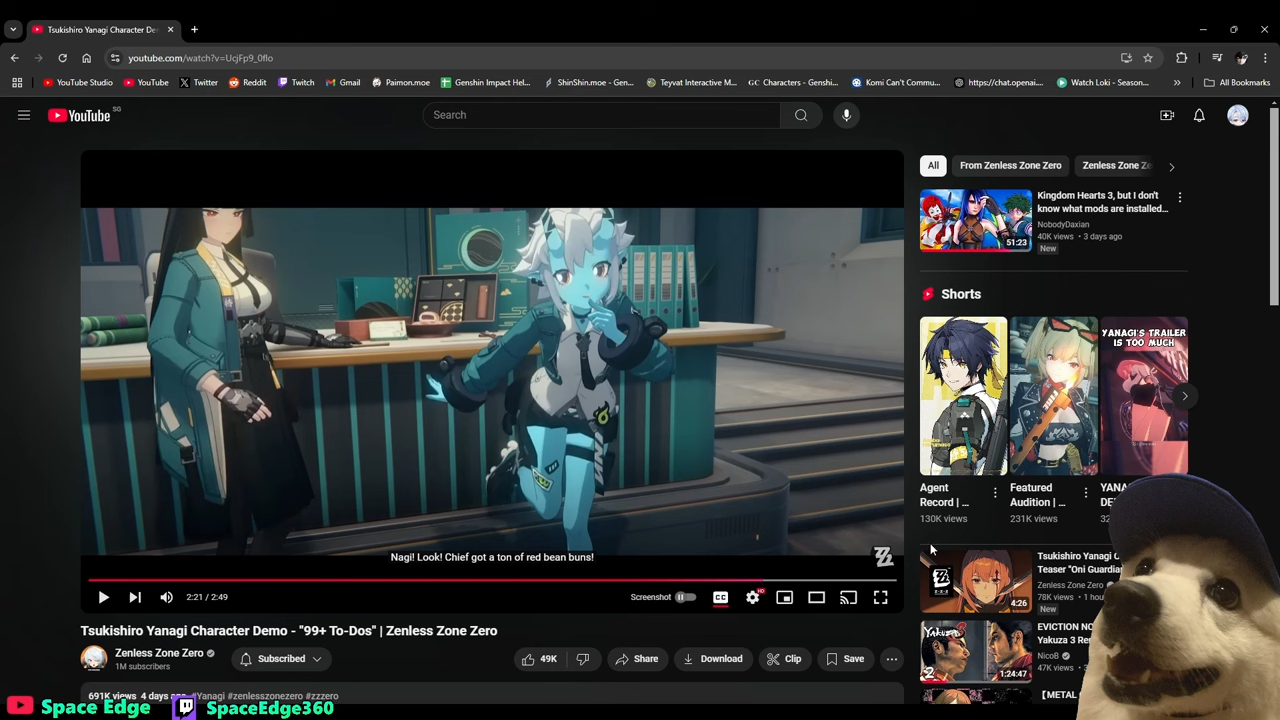 Tsukishiro Yanagi Character De
youtube.com/watch?v=UcjFp9_0flo
YouTube Studio YouTube Twitter Reddit Twitch Gmail Paimon.moe Genshin Impact Hel... ShinShin.moe - Gen... Teyvat Interactive M... Characters - Genshi... Komi Can't Commu... https://chat.openai.... Watch Loki - Season... All Bookmarks
YouTube SG
Search
All From Zenless Zone Zero Zenless Zone Ze
Kingdom Hearts 3, but I don't
know what mods are installed...
NobodyDaxian
40K views • 3 days ago
New
51:23
Shorts
YANAGI'S TRAILER
IS TOO MUCH
Agent
Record | ...
130K views
Featured
Audition | ...
231K views
Nagi! Look! Chief got a ton of red bean buns!
2:21 / 2:49
Screenshot
CC
HD
Tsukishiro Yanagi Character Demo - "99+ To-Dos" | Zenless Zone Zero
Zenless Zone Zero
1M subscribers
Subscribed
49K
Share
Download
Clip
Save
691K views 4 days ago #Yanagi #zenlesszonezero #zzzero
Tsukishiro Yanagi
Teaser "Oni Guardia
Zenless Zone Zero
78K views • 1 hou
New
4:26
EVICTION NO
Yakuza 3 Rem
NicoB
47K views
1:24:47
【METAL
Space Edge
SpaceEdge360